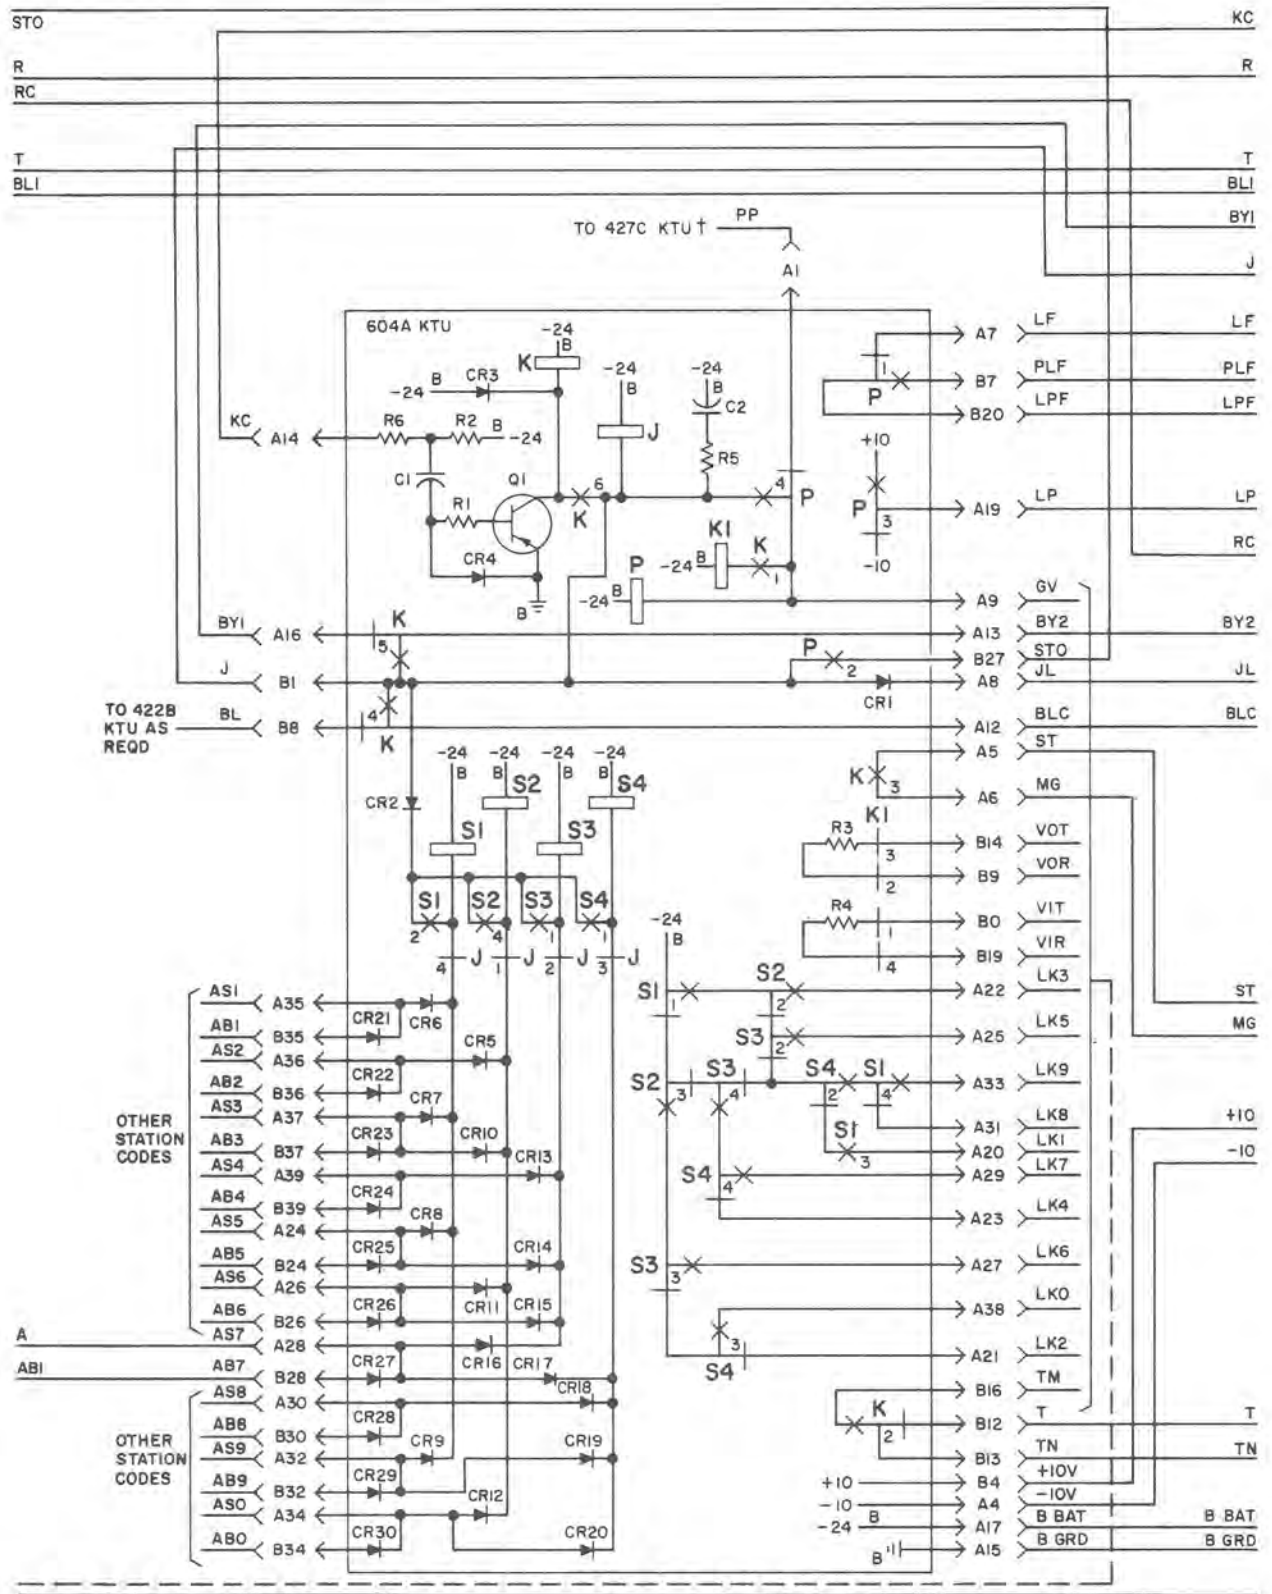 STO
KC
R
R
RC
T
T
BL1
BL1
BY1
J
TO 427C KTU† PP
A1
604A KTU
-24
B
K
CR3
-24 B
-24
B
J
-24
B
C2
R5
KC A14
R6
R2
B -24
C1
Q1
R1
6
K
4
P
CR4
B
K1
K
-24 B
1
P
-24 B
A7 LF LF
1
B7 PLF PLF
P
B20 LPF LPF
+10
P
3
A19 LP LP
-10
RC
A9 GV
BY1 A16
K
5
A13 BY2 BY2
P
2
B27 STO
J B1
CR1
A8 JL JL
TO 422B
KTU AS
REQD
BL B8
4
K
A12 BLC BLC
A5 ST
K
3
A6 MG
-24 -24 -24 -24
B B B B
S2 S4
CR2
S1 S3
K1
R3
3
B14 VOT
2
B9 VOR
S1 S2 S3 S4
2 4 1 1
R4
1
B0 VIT
4
B19 VIR
J J J J
4 1 2 3
-24
B
S1
1
S2
2
A22 LK3
ST
S3
2
A25 LK5
MG
S2
3
S3
4
S4
2
S1
4
A33 LK9
A31 LK8
+10
S1
3
A20 LK1
-10
S4
4
A29 LK7
A23 LK4
S3
3
A27 LK6
A38 LK0
3
S4
A21 LK2
B16 TM
K
2
B12 T T
B13 TN TN
+10 B4 +10V
-10 A4 -10V
-24 B A17 B BAT B BAT
B A15 B GRD B GRD
OTHER
STATION
CODES
AS1 A35
CR21 CR6
AB1 B35
AS2 A36
CR5
AB2 B36
CR22
AS3 A37
CR7
AB3 B37
CR23 CR10
AS4 A39
CR13
AB4 B39
CR24
AS5 A24
CR8
AB5 B24
CR25 CR14
AS6 A26
CR11
AB6 B26
CR26 CR15
A AS7 A28
CR16
AB1 AB7 B28
CR27 CR17
OTHER
STATION
CODES
AS8 A30
CR18
AB8 B30
CR28
AS9 A32
CR9 CR19
AB9 B32
CR29
AS0 A34
CR12
AB0 B34
CR30 CR20